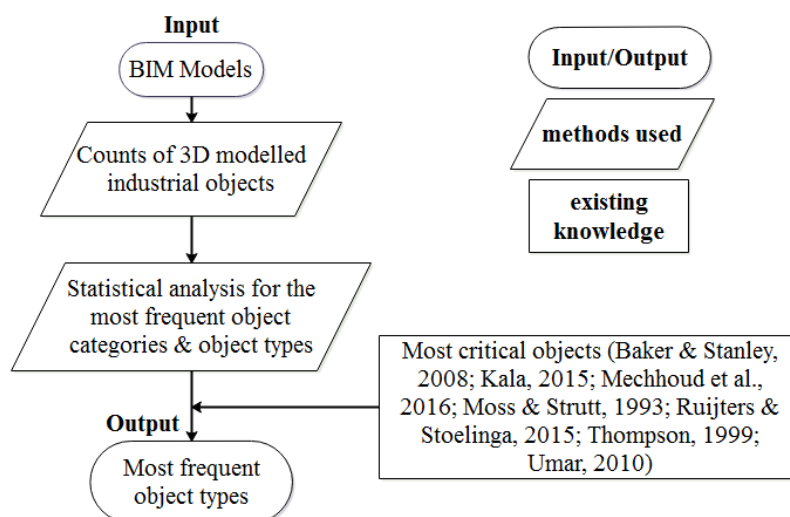 Input
BIM Models
Counts of 3D modelled
industrial objects
Statistical analysis for the
most frequent object
categories & object types
Output
Most frequent
object types
Input/Output
methods used
existing
knowledge
Most critical objects (Baker & Stanley,
2008; Kala, 2015; Mechhoud et al.,
2016; Moss & Strutt, 1993; Ruijters &
Stoelinga, 2015; Thompson, 1999;
Umar, 2010)